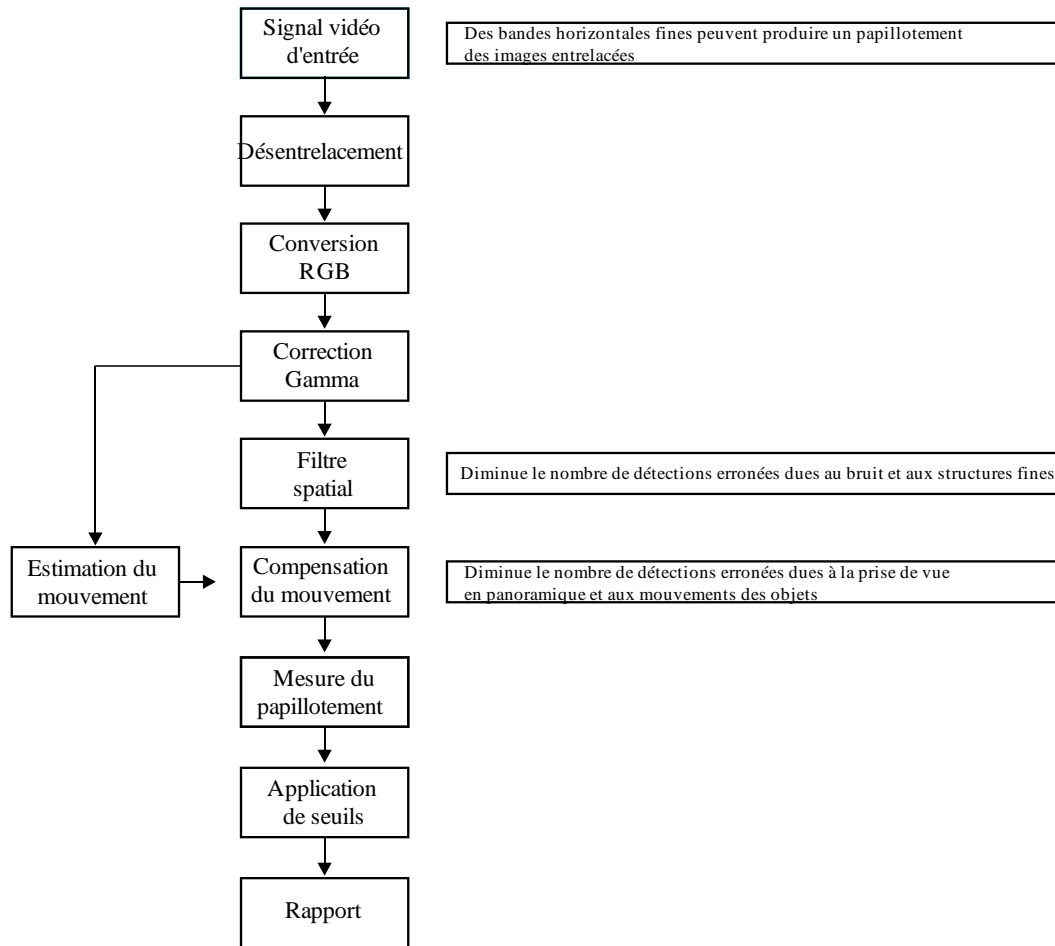 Signal vidéo
d'entrée
Des bandes horizontales fines peuvent produire un papillotement
des images entrelacées
Désentrelacement
Conversion
RGB
Correction
Gamma
Filtre
spatial
Diminue le nombre de détections erronées dues au bruit et aux structures fines
Estimation du
mouvement
Compensation
du mouvement
Diminue le nombre de détections erronées dues à la prise de vue
en panoramique et aux mouvements des objets
Mesure du
papillotement
Application
de seuils
Rapport